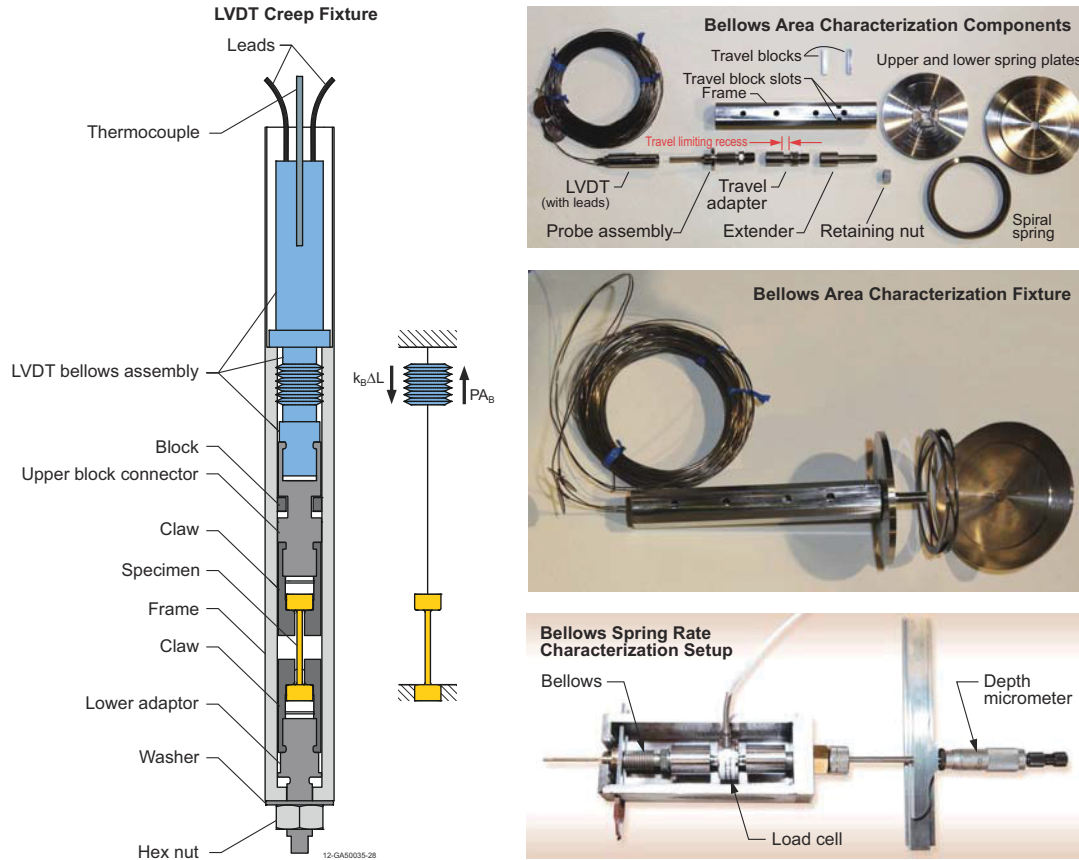 LVDT Creep Fixture
Leads
Thermocouple
LVDT bellows assembly
k_BΔL
PA_B
Block
Upper block connector
Claw
Specimen
Frame
Claw
Lower adaptor
Washer
Hex nut
12-GA50035-28
Bellows Area Characterization Components
Travel blocks
Upper and lower spring plates
Travel block slots
Frame
Travel limiting recess
LVDT
(with leads)
Travel
adapter
Probe assembly
Extender
Retaining nut
Spiral
spring
Bellows Area Characterization Fixture
Bellows Spring Rate
Characterization Setup
Bellows
Depth
micrometer
Load cell